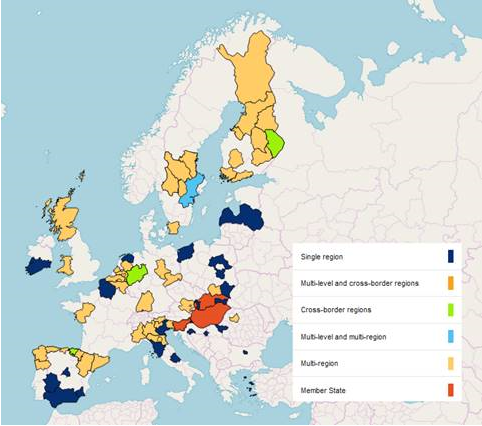 Single region
Multi-level and cross-border regions
Cross-border regions
Multi-level and multi-region
Multi-region
Member State